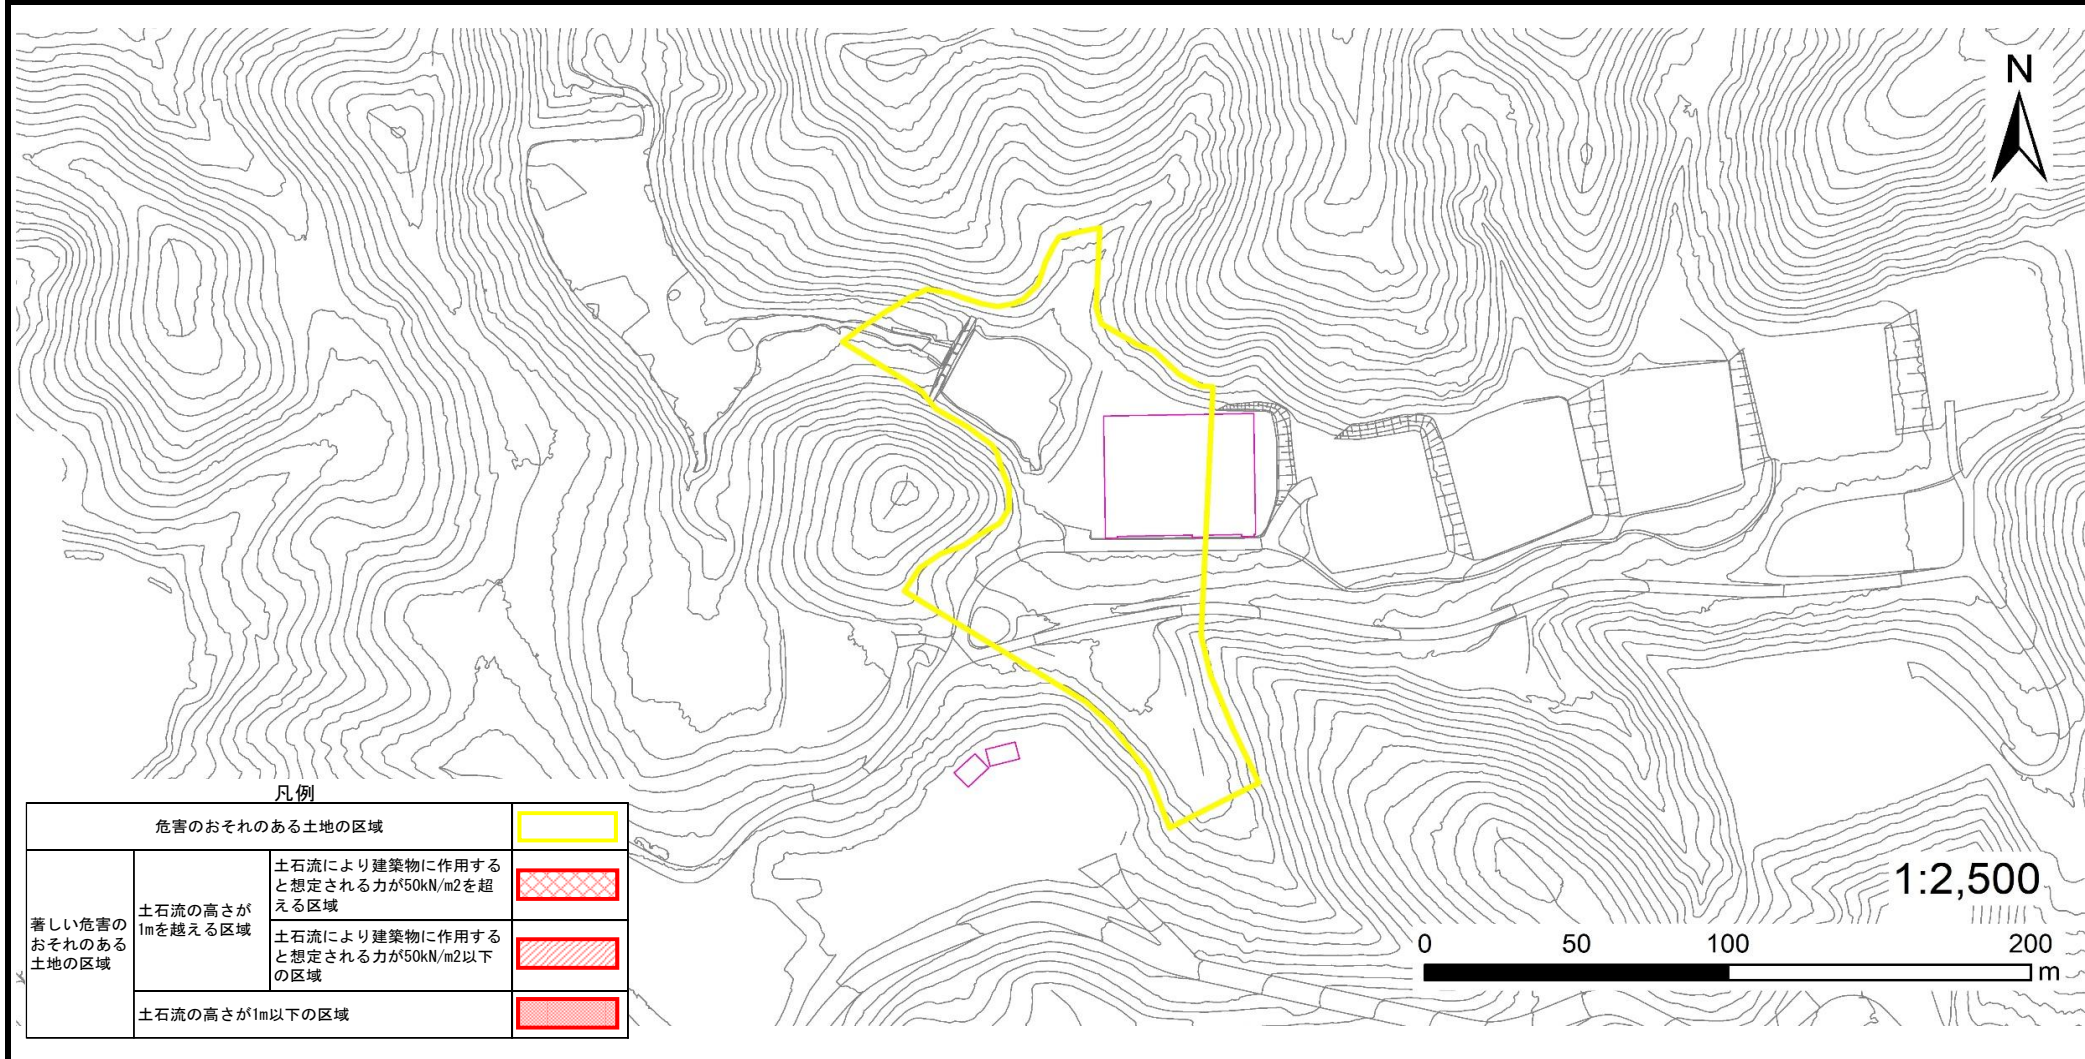 N
凡例
危害のおそれのある土地の区域
著しい危害の
おそれのある
土地の区域
土石流の高さが
1mを越える区域
土石流により建築物に作用する
と想定される力が50kN/m2を超
える区域
土石流により建築物に作用する
と想定される力が50kN/m2以下
の区域
土石流の高さが1m以下の区域
1:2,500
0 50 100 200
m